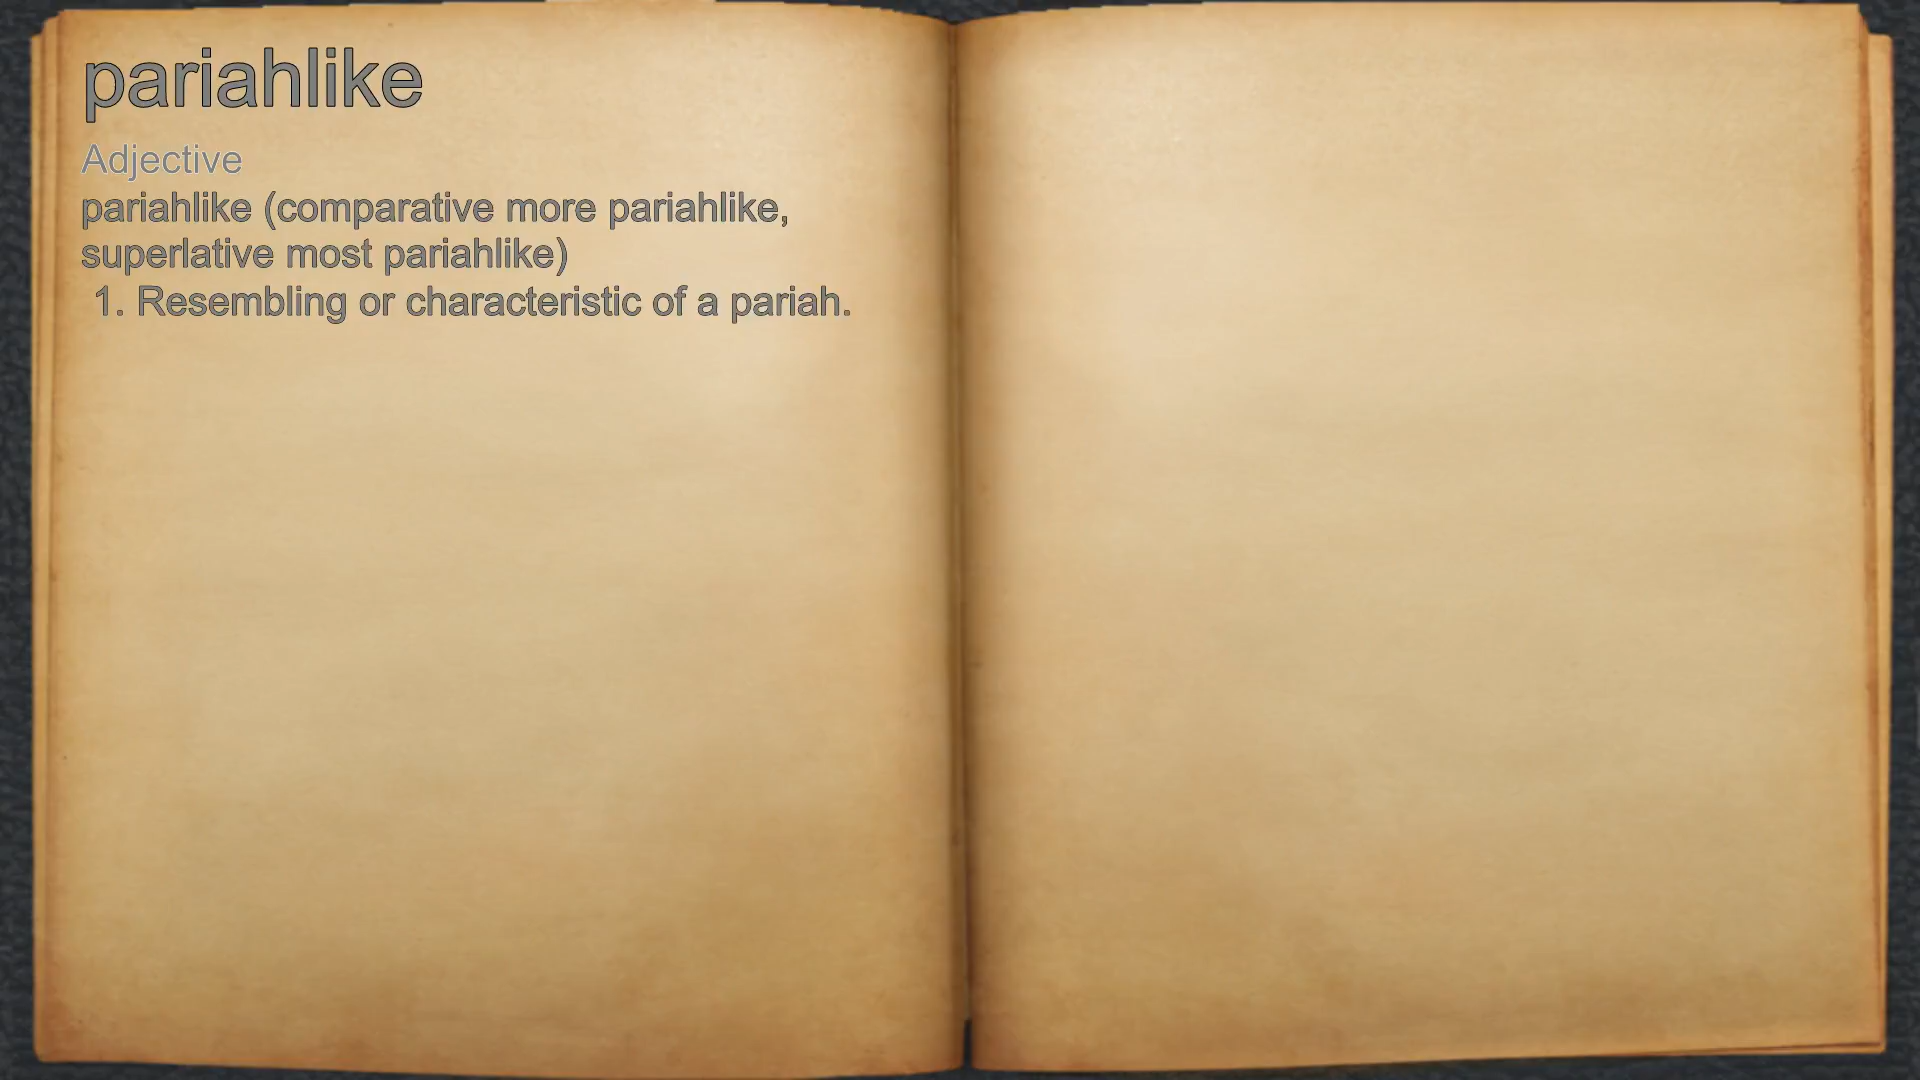 pariahlike
Adjective
pariahlike (comparative more pariahlike,
superlative most pariahlike)
1. Resembling or characteristic of a pariah.